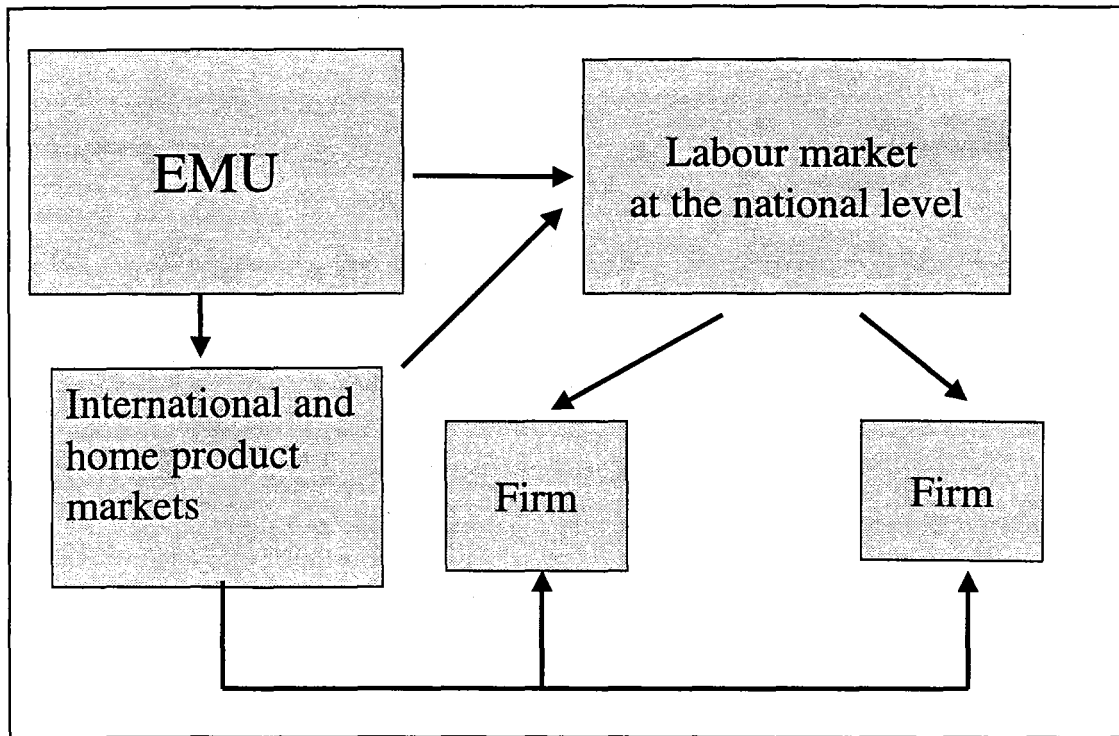 EMU
Labour market
at the national level
International and
home product
markets
Firm
Firm